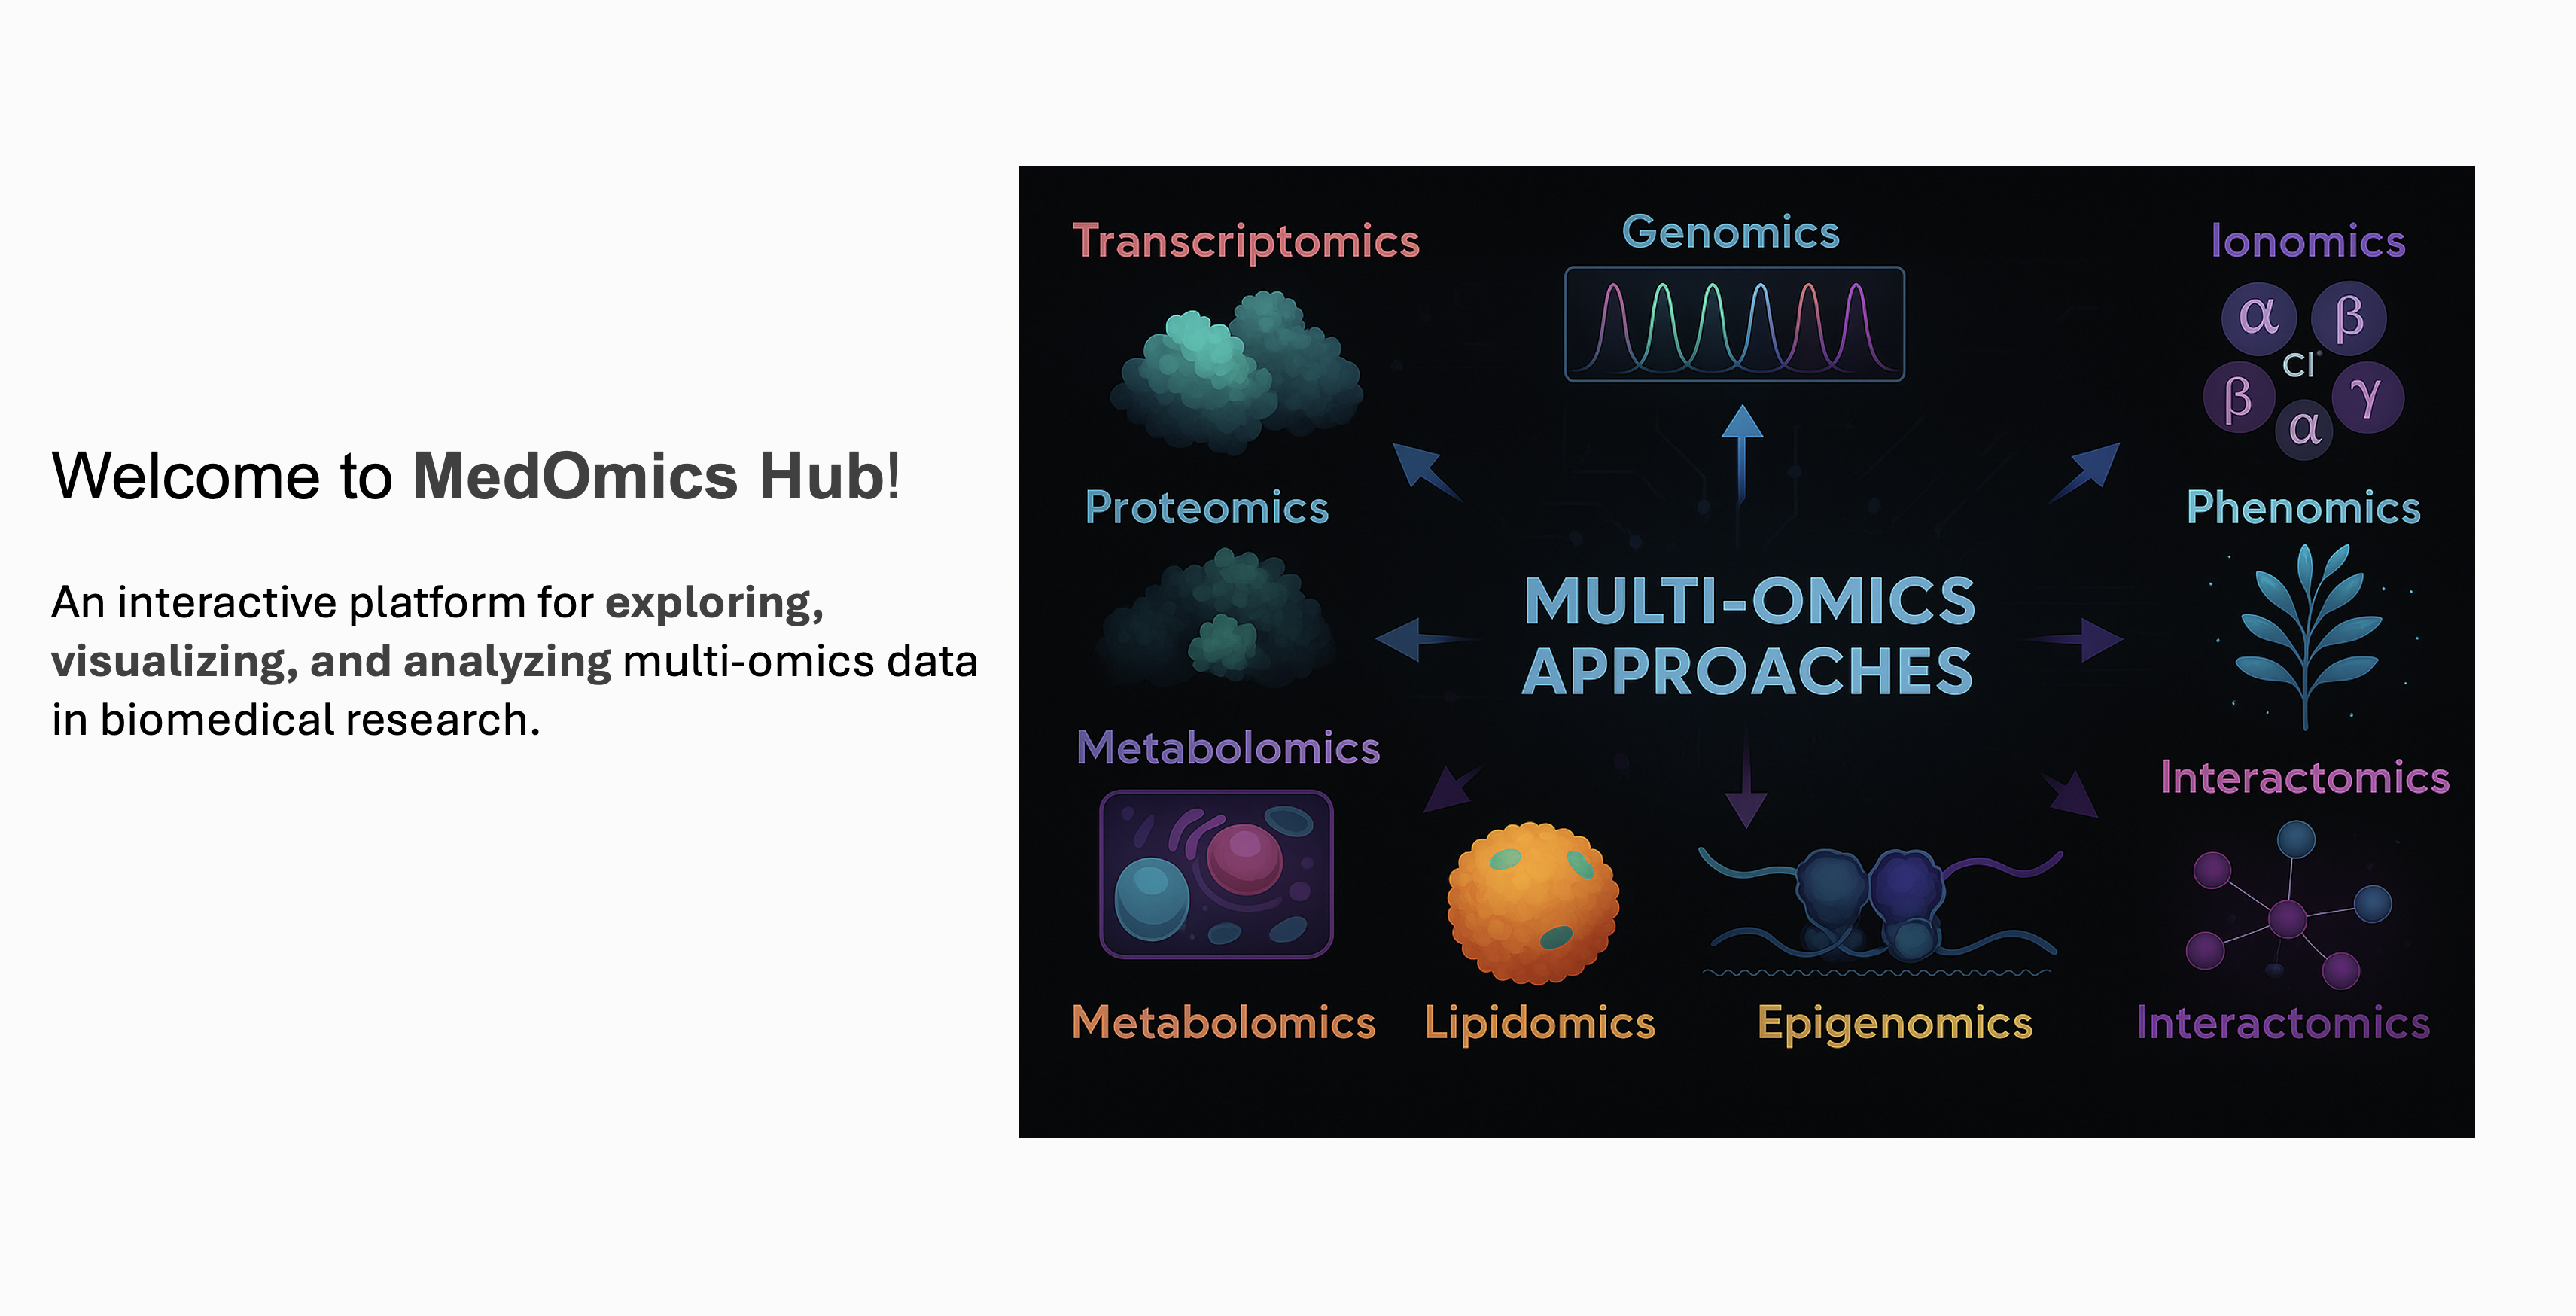 Welcome to MedOmics Hub!
An interactive platform for exploring,
visualizing, and analyzing multi-omics data
in biomedical research.
Transcriptomics
Genomics
Ionomics
α β
Cl
β γ
α
Proteomics
Phenomics
MULTI-OMICS
APPROACHES
Metabolomics
Interactomics
Metabolomics
Lipidomics
Epigenomics
Interactomics